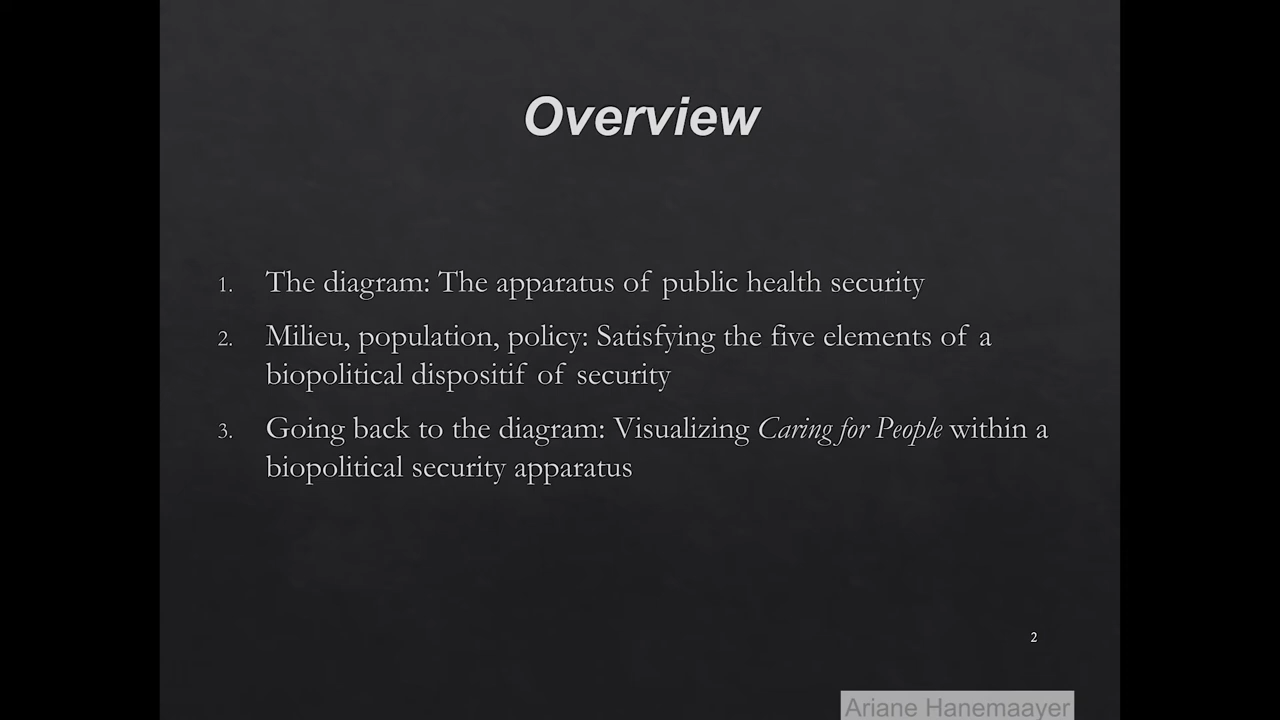 Overview
1. The diagram: The apparatus of public health security
2. Milieu, population, policy: Satisfying the five elements of a
biopolitical dispositif of security
3. Going back to the diagram: Visualizing Caring for People within a
biopolitical security apparatus
2
Ariane Hanemaayer